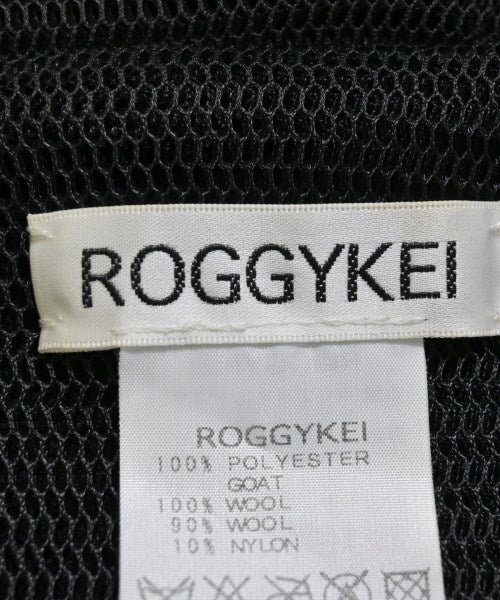 ROGGYKEI
ROGGYKEI
100% POLYESTER
GOAT
100% WOOL
90% WOOL
10% NYLON